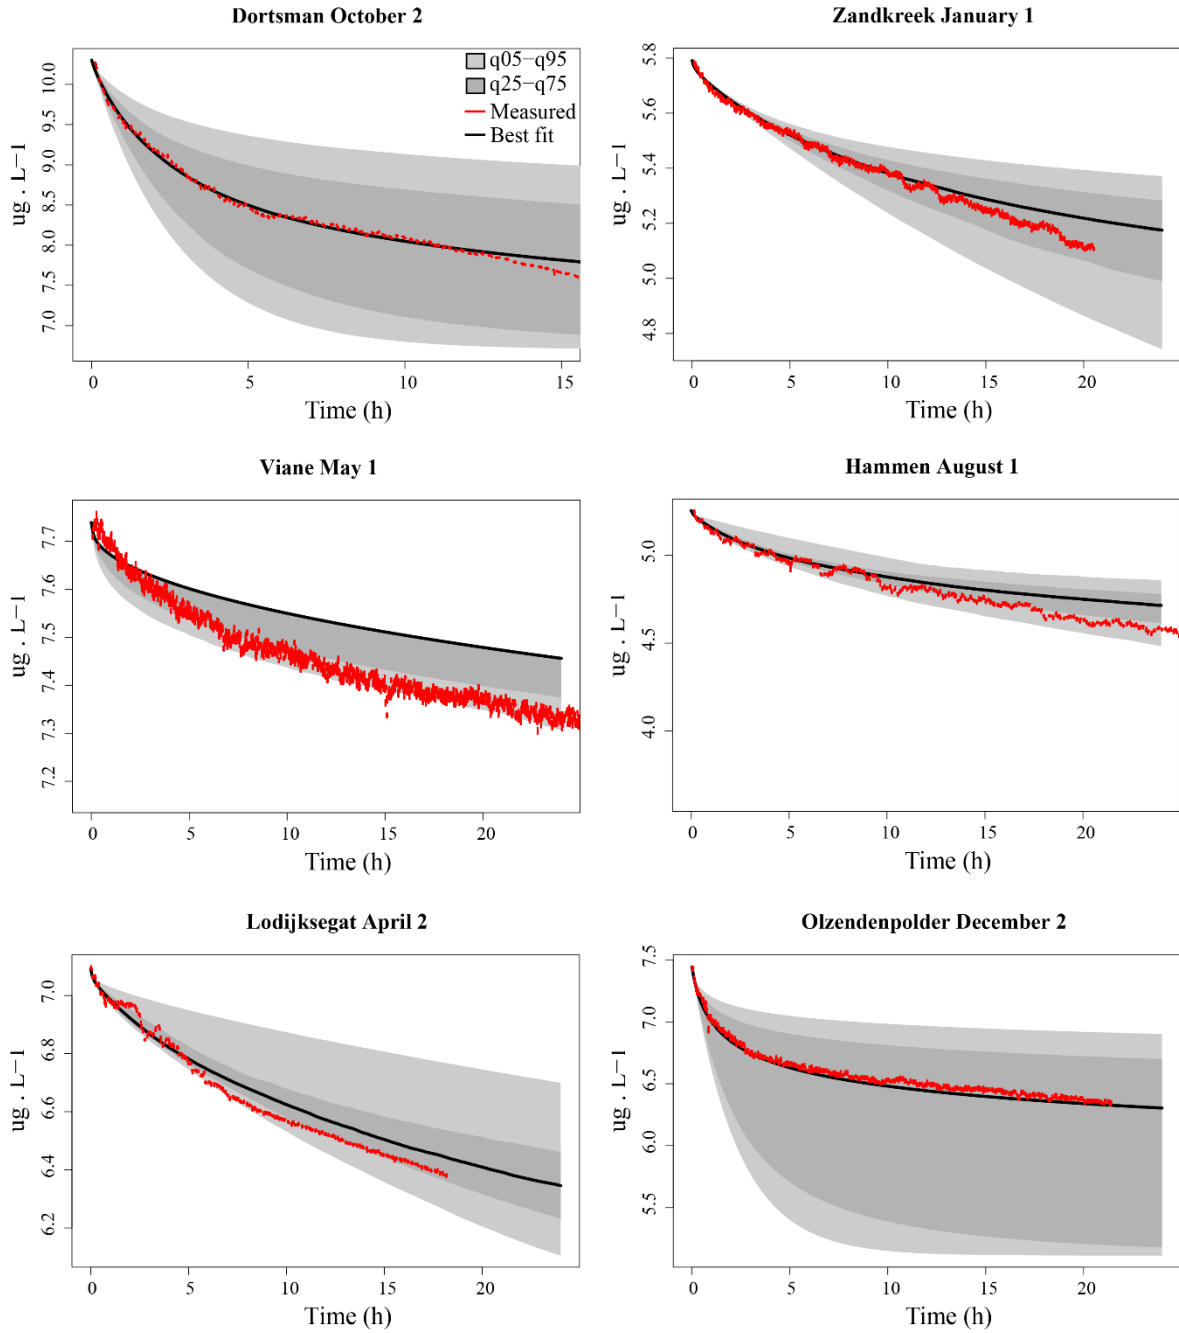 Dortsman October 2
ug . L−1
10.0
9.5
9.0
8.5
8.0
7.5
7.0
q05−q95
q25−q75
Measured
Best fit
0 5 10 15
Time (h)
Zandkreek January 1
ug . L−1
5.8
5.6
5.4
5.2
5.0
4.8
0 5 10 15 20
Time (h)
Viane May 1
ug . L−1
7.7
7.6
7.5
7.4
7.3
7.2
0 5 10 15 20
Time (h)
Hammen August 1
ug . L−1
5.0
4.5
4.0
0 5 10 15 20
Time (h)
Lodijksegat April 2
ug . L−1
7.0
6.8
6.6
6.4
6.2
0 5 10 15 20
Time (h)
Olzendenpolder December 2
ug . L−1
7.5
7.0
6.5
6.0
5.5
0 5 10 15 20
Time (h)